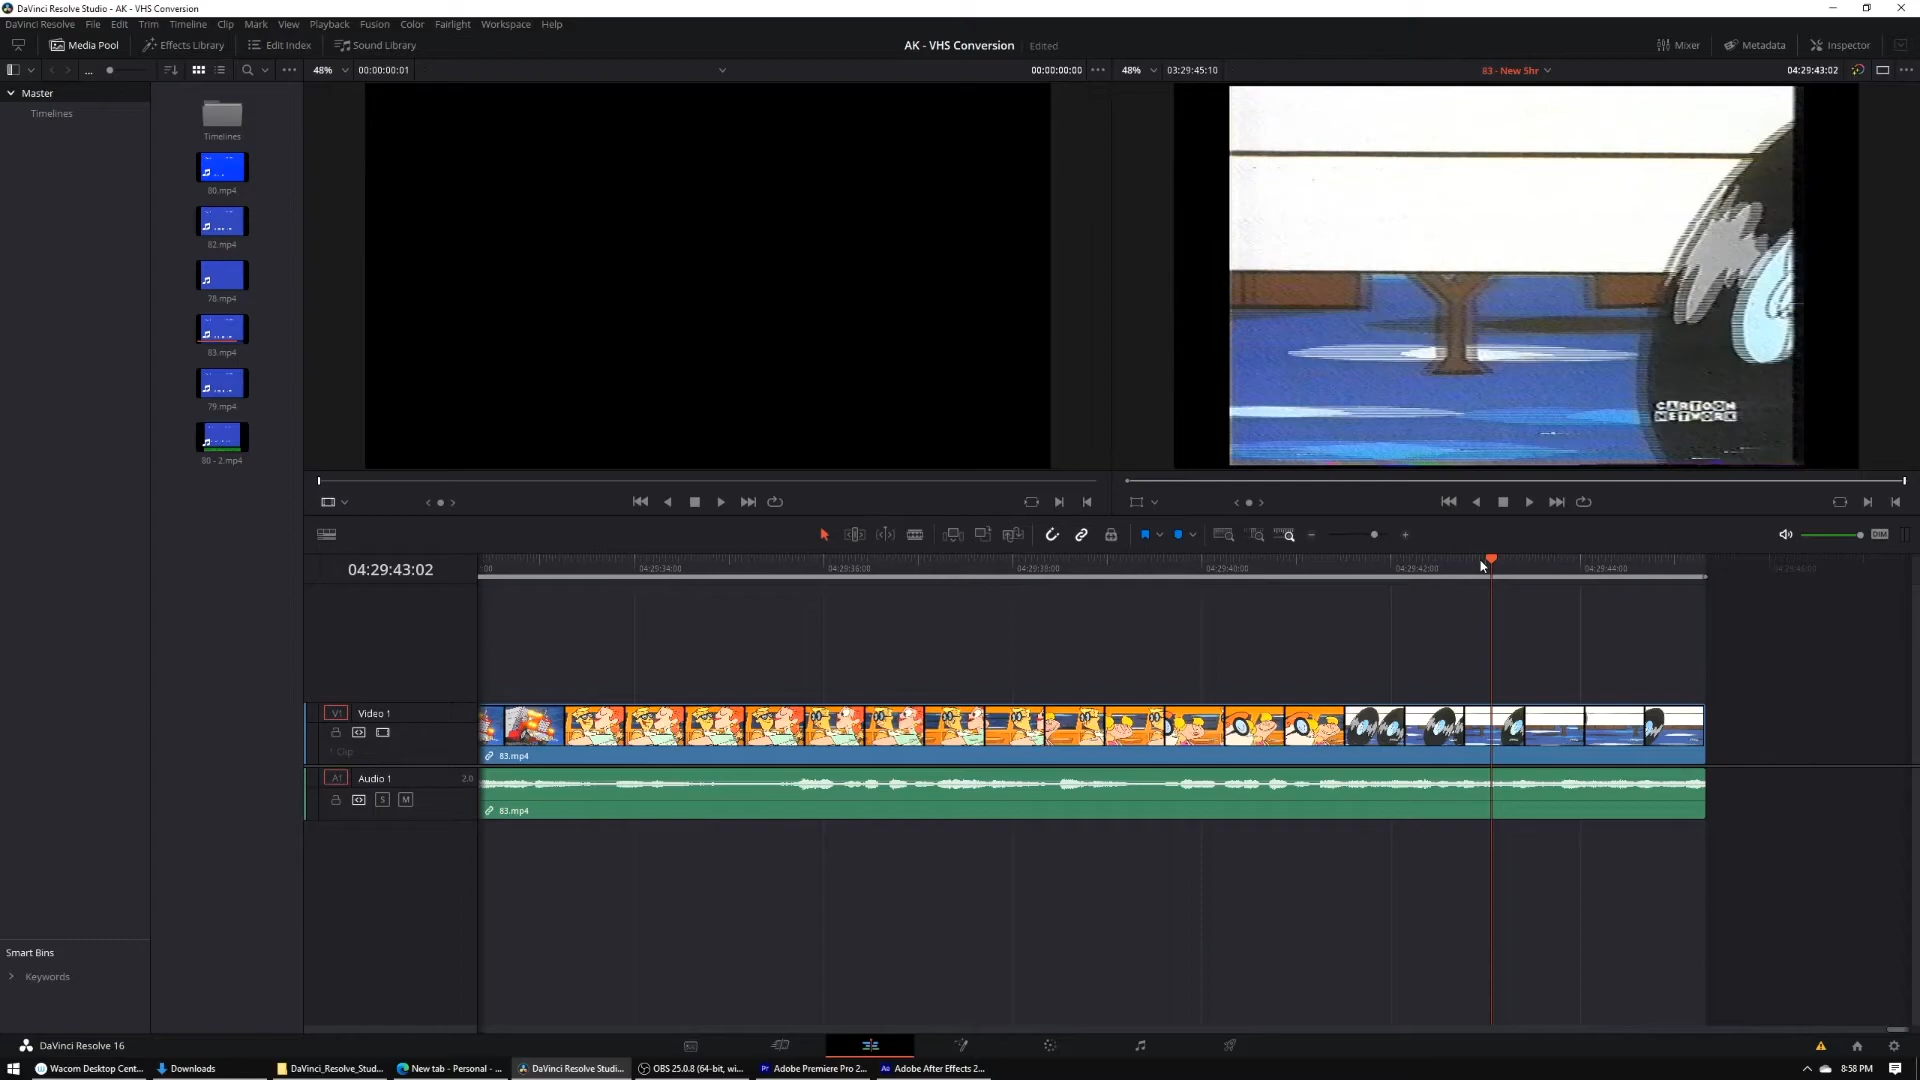 DaVinci Resolve Studio - AK - VHS Conversion
DaVinci Resolve File Edit Trim Timeline Clip Mark View Playback Fusion Color Fairlight Workspace Help
Media Pool Effects Library Edit Index Sound Library AK - VHS Conversion Edited Mixer Metadata Inspector
48% 00:00:00:01 00:00:00:00 48% 03:29:45:10 83 - New 5hr 04:29:43:02
Master
Timelines
Timelines
80.mp4
82.mp4
78.mp4
83.mp4
79.mp4
80 - 2.mp4
CARTOON
NETWORK
DIM
04:29:43:02
:00 04:29:34:00 04:29:36:00 04:29:38:00 04:29:40:00 04:29:42:00 04:29:44:00 04:29:46:00
V1 Video 1
1 Clip
83.mp4
A1 Audio 1 2.0
S M
83.mp4
Smart Bins
Keywords
DaVinci Resolve 16
Wacom Desktop Cent... Downloads DaVinci_Resolve_Stud... New tab - Personal - ... DaVinci Resolve Studi... OBS 25.0.8 (64-bit, wi... Pr Adobe Premiere Pro 2... Ae Adobe After Effects 2... 8:58 PM